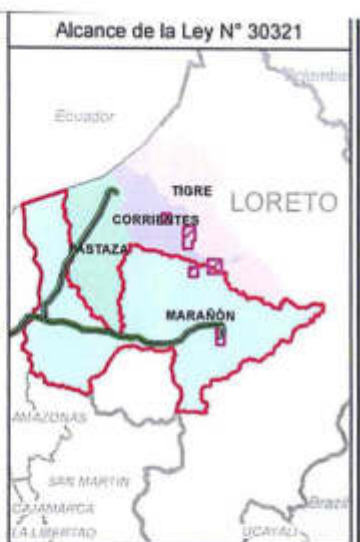 Alcance de la Ley N° 30321
Colombia
Ecuador
TIGRE
LORETO
CORRIENTES
PASTAZA
MARAÑÓN
AMAZONAS
SAN MARTIN
CAJAMARCA
Brazil
LA LIBERTAD
UCAYALI